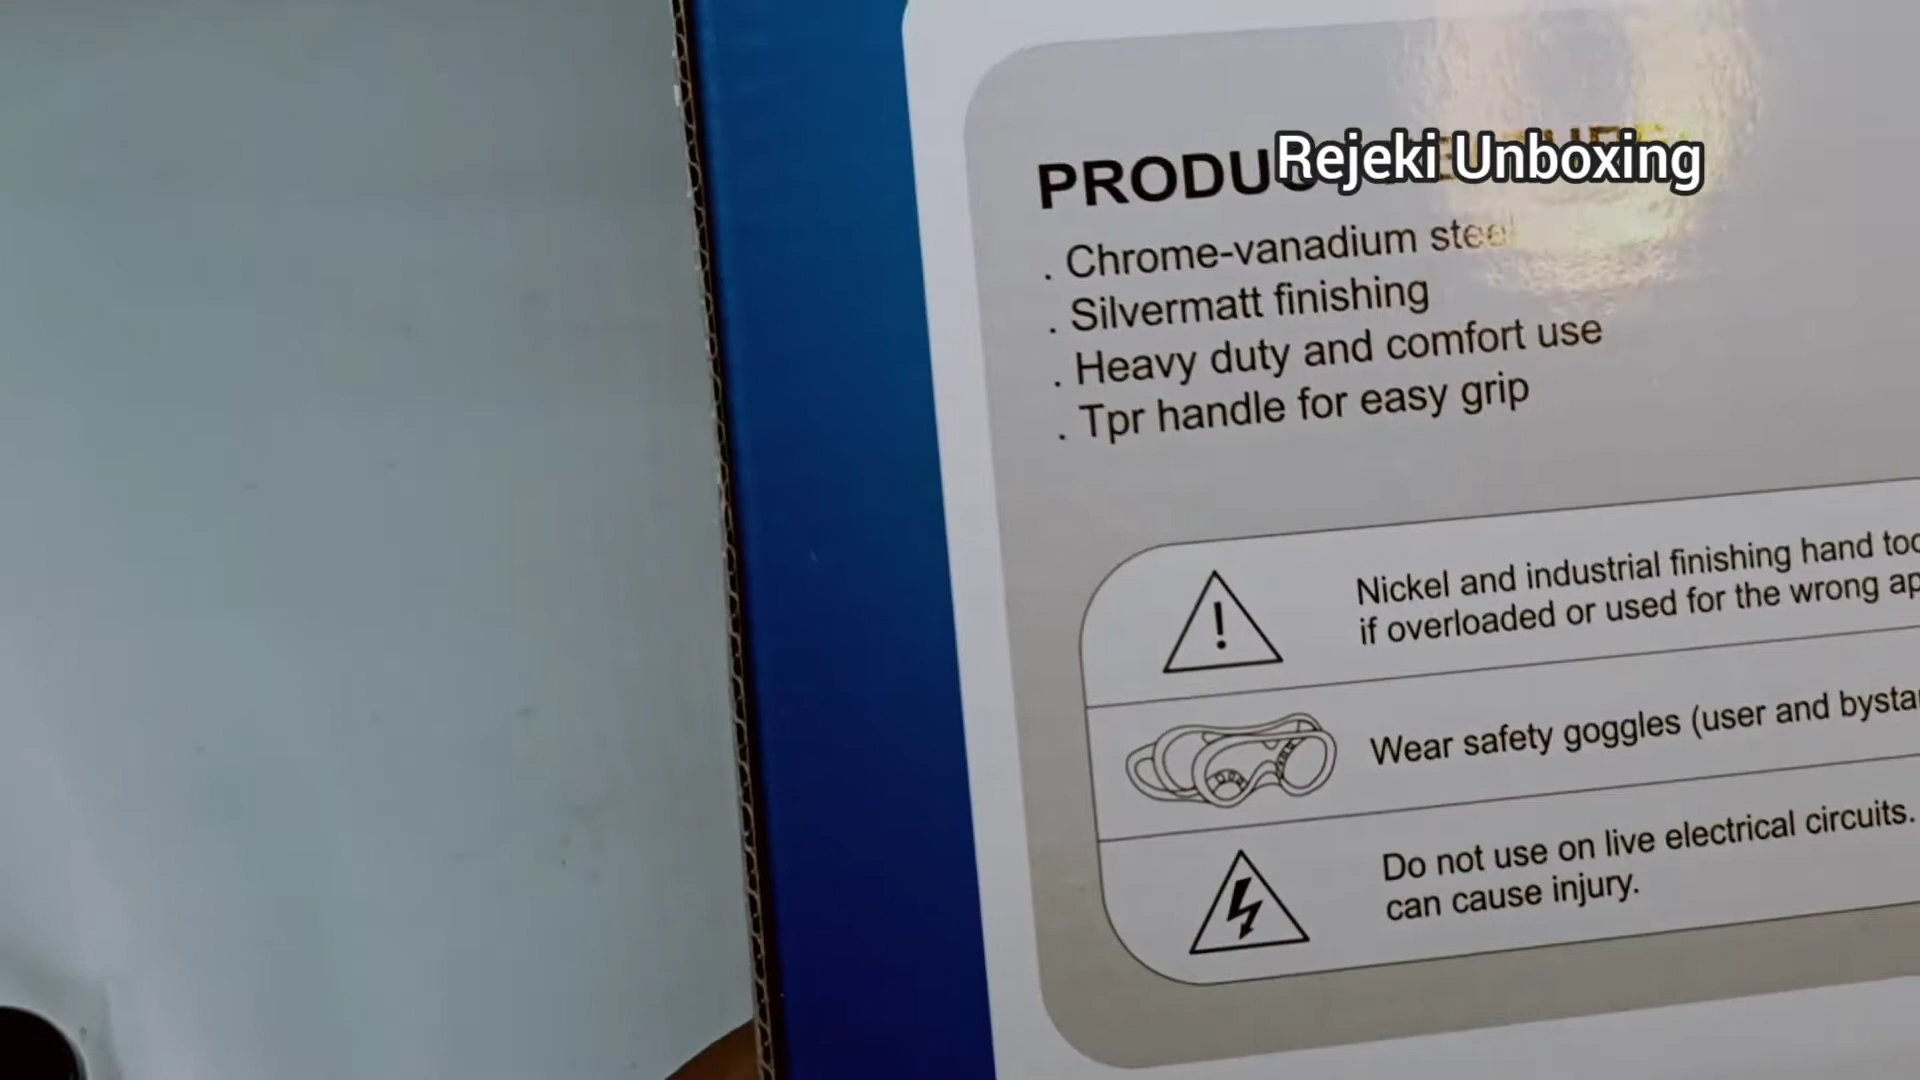 Rejeki Unboxing
. Chrome-vanadium steel
. Silvermatt finishing
. Heavy duty and comfort use
. Tpr handle for easy grip
!
Nickel and industrial finishing hand
if overloaded or used for the wrong
Wear safety goggles (user and
Do not use on live electrical circuits.
can cause injury.